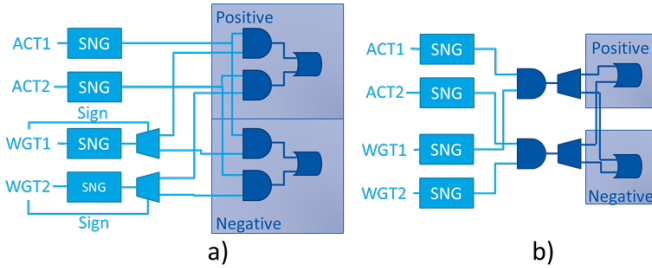 Positive
ACT1 SNG
ACT2 SNG
Sign
WGT1 SNG
WGT2 SNG
Sign
Negative
a)
ACT1 SNG
Positive
ACT2 SNG
WGT1 SNG
WGT2 SNG
Negative
b)